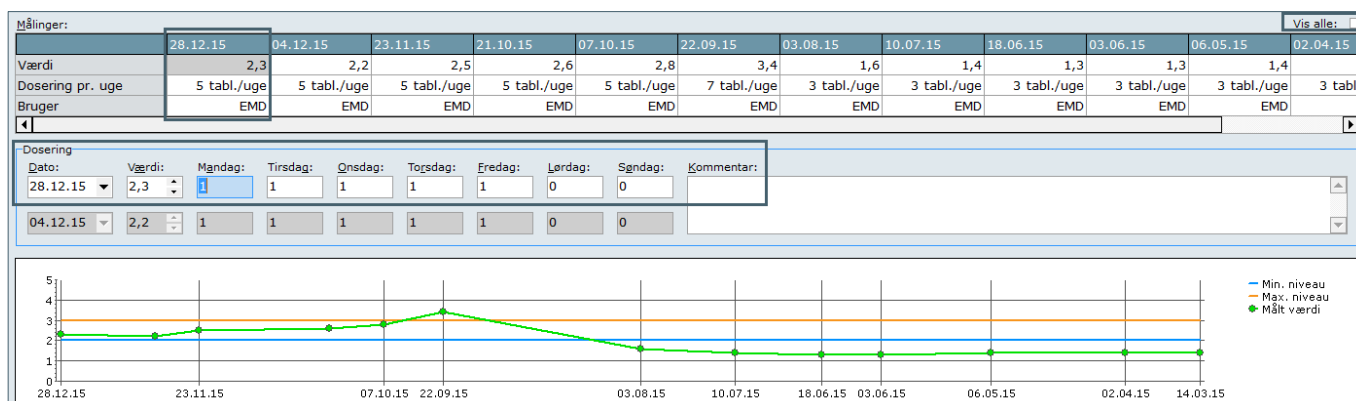 Målinger: Vis alle:
28.12.15 04.12.15 23.11.15 21.10.15 07.10.15 22.09.15 03.08.15 10.07.15 18.06.15 03.06.15 06.05.15 02.04.15
Værdi 2,3 2,2 2,5 2,6 2,8 3,4 1,6 1,4 1,3 1,3 1,4
Dosering pr. uge 5 tabl./uge 5 tabl./uge 5 tabl./uge 5 tabl./uge 5 tabl./uge 7 tabl./uge 3 tabl./uge 3 tabl./uge 3 tabl./uge 3 tabl./uge 3 tabl./uge 3 tabl
Bruger EMD EMD EMD EMD EMD EMD EMD EMD EMD EMD EMD
Dosering
Dato: Værdi: Mandag: Tirsdag: Onsdag: Torsdag: Fredag: Lørdag: Søndag: Kommentar:
28.12.15 2,3 1 1 1 1 1 0 0
04.12.15 2,2 1 1 1 1 1 0 0
5
4
3
2
1
0
Min. niveau
Max. niveau
Målt værdi
28.12.15 23.11.15 07.10.15 22.09.15 03.08.15 10.07.15 18.06.15 03.06.15 06.05.15 02.04.15 14.03.15